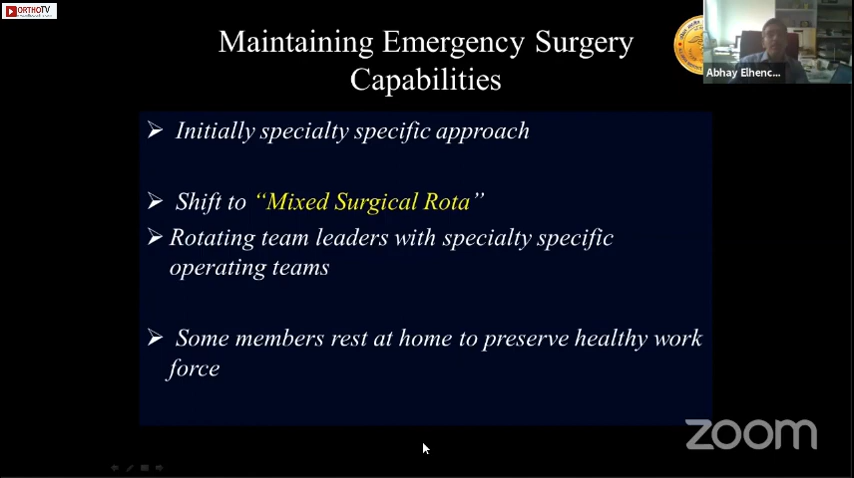 ORTHOTV
Maintaining Emergency Surgery
Capabilities
Abhay Elhenc...
Initially specialty specific approach
Shift to “Mixed Surgical Rota”
Rotating team leaders with specialty specific
operating teams
Some members rest at home to preserve healthy work
force
zoom